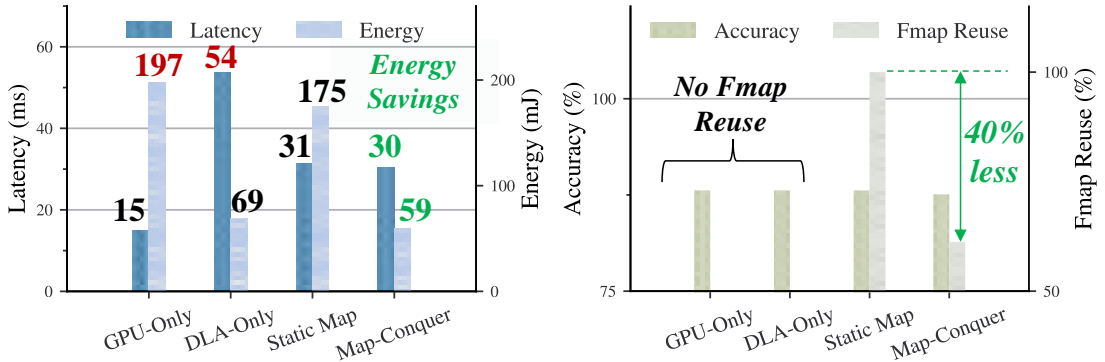 Latency
Energy
60
40
20
0
Latency (ms)
197
54
Energy
Savings
175
31
30
15
69
59
200
100
0
Energy (mJ)
GPU-Only
DLA-Only
Static Map
Map-Conquer
Accuracy
Fmap Reuse
100
75
Accuracy (%)
No Fmap
Reuse
40%
less
100
50
Fmap Reuse (%)
GPU-Only
DLA-Only
Static Map
Map-Conquer